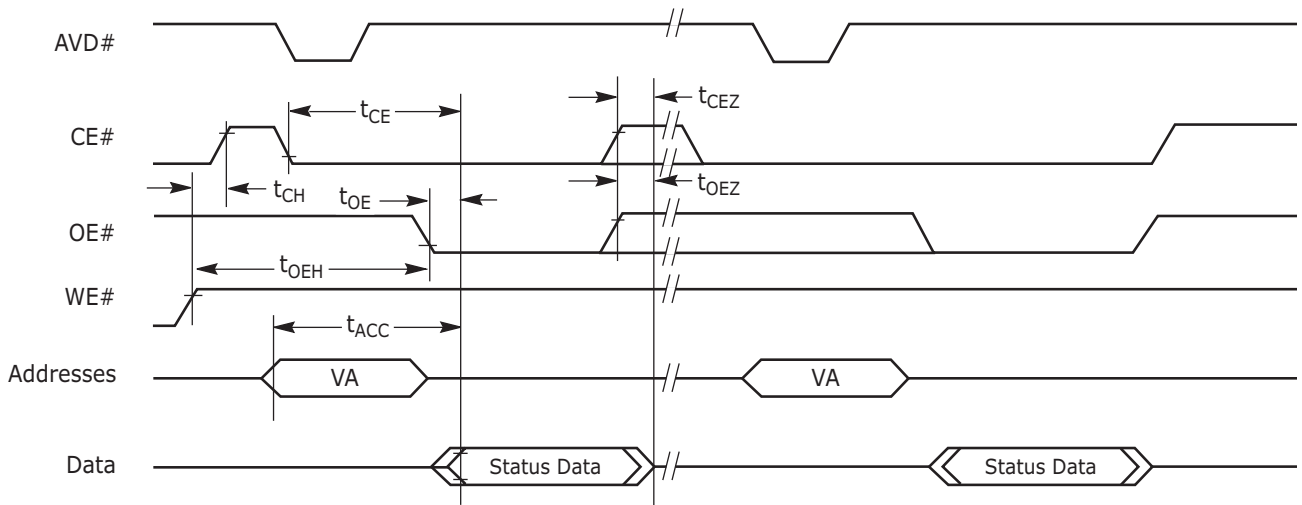 AVD#
tCEZ
tCE
CE#
tCH
tOE
tOEZ
OE#
tOEH
WE#
tACC
Addresses VA VA
Data Status Data Status Data